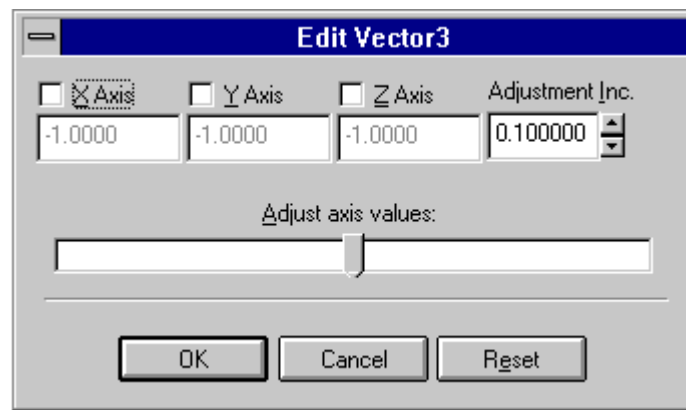 Edit Vector3
X Axis Y Axis Z Axis Adjustment Inc.
-1.0000 -1.0000 -1.0000 0.100000
Adjust axis values:
OK Cancel Reset